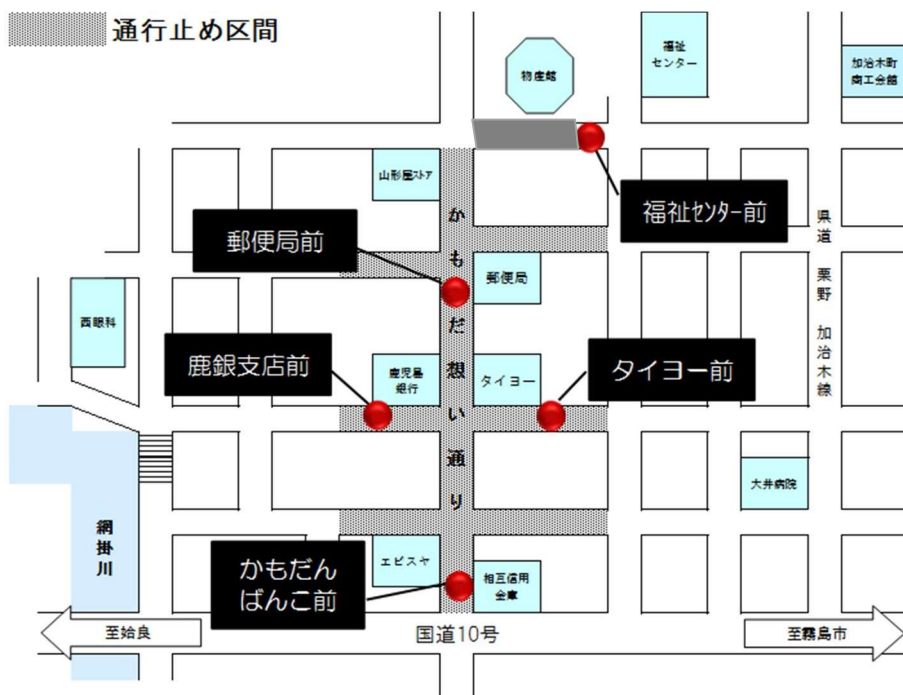 通行止め区間
物産館
福祉
センター
加治木町
商工会館
山形屋ストア
福祉センター前
郵便局前
郵便局
かもだ想い通り
県道 栗野 加治木線
西眼科
鹿銀支店前
鹿児島
銀行
タイヨー
タイヨー前
大井病院
網掛川
エビスヤ
かもだん
ばんこ前
相互信用
金庫
至姶良
国道10号
至霧島市